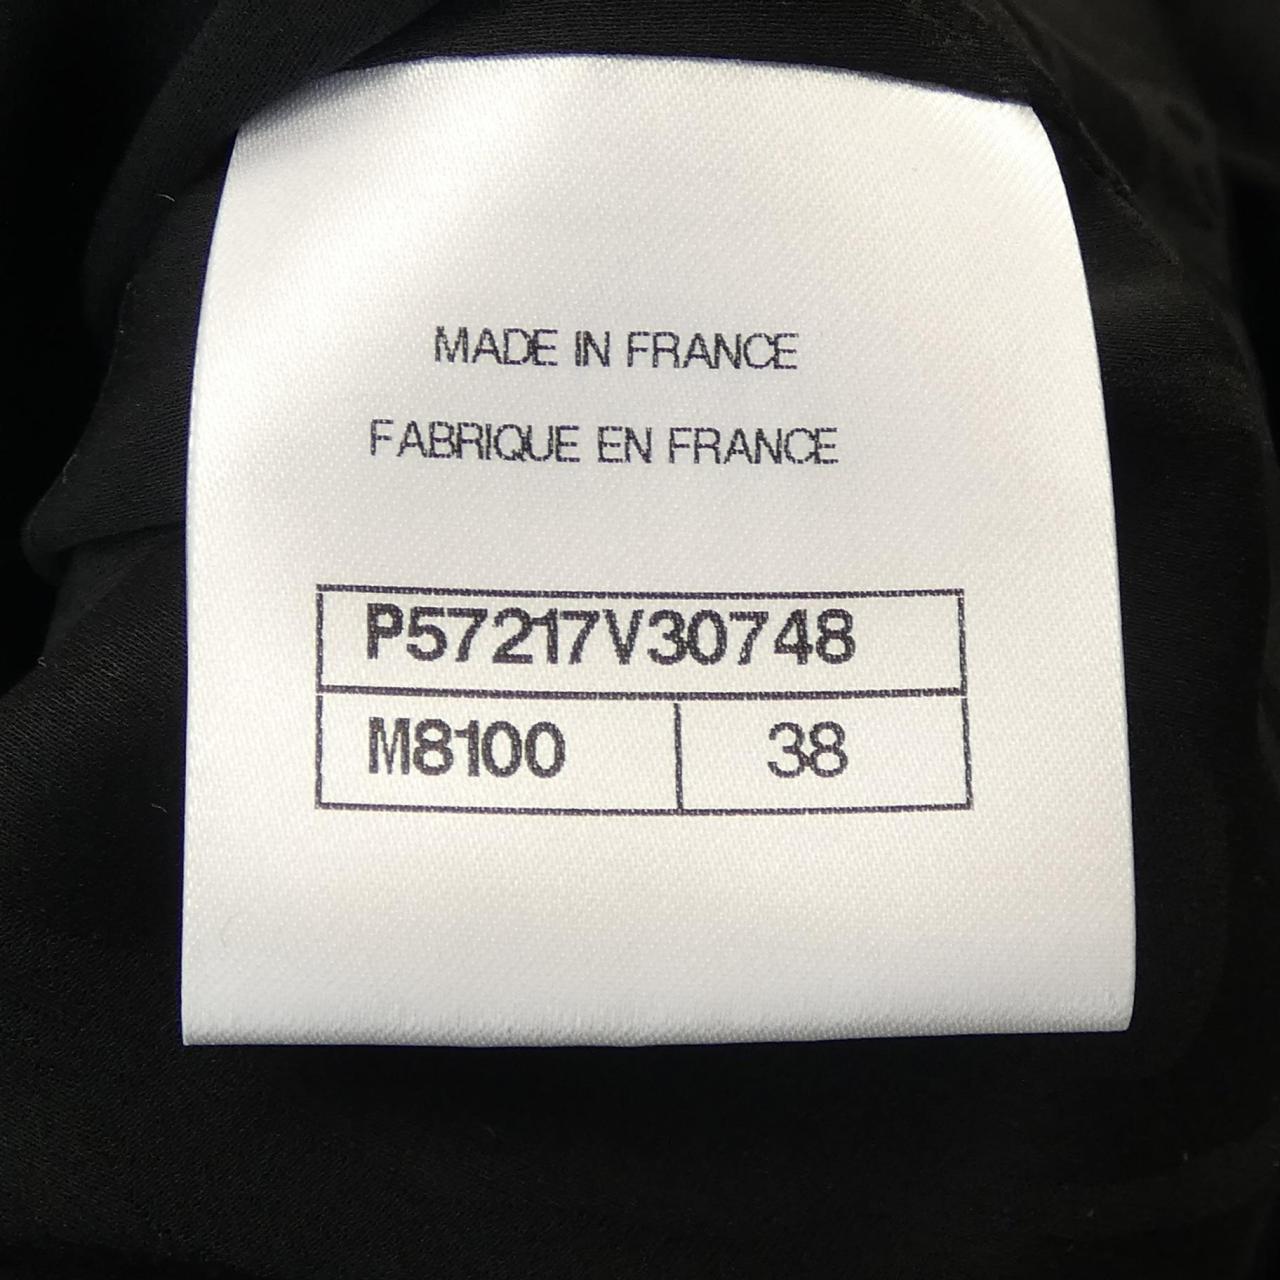 MADE IN FRANCE
FABRIQUE EN FRANCE
P57217V30748
M8100 38